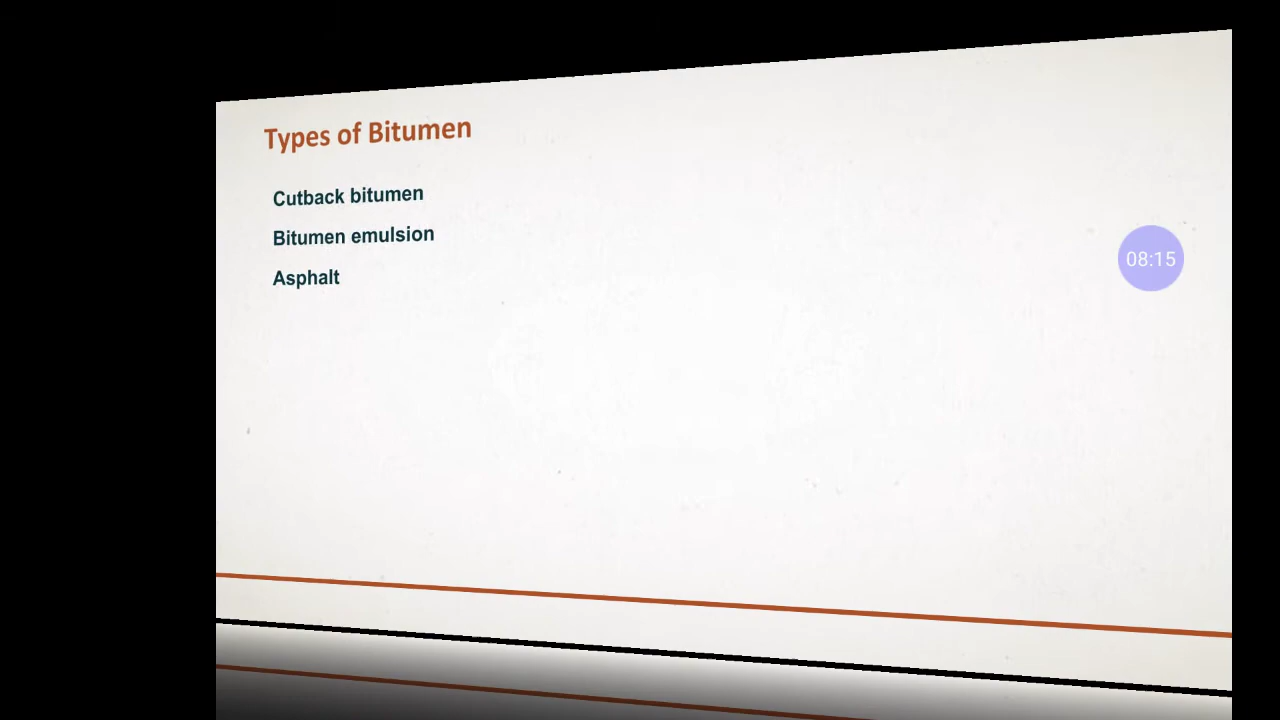 Types of Bitumen
Cutback bitumen
Bitumen emulsion
Asphalt
08:15